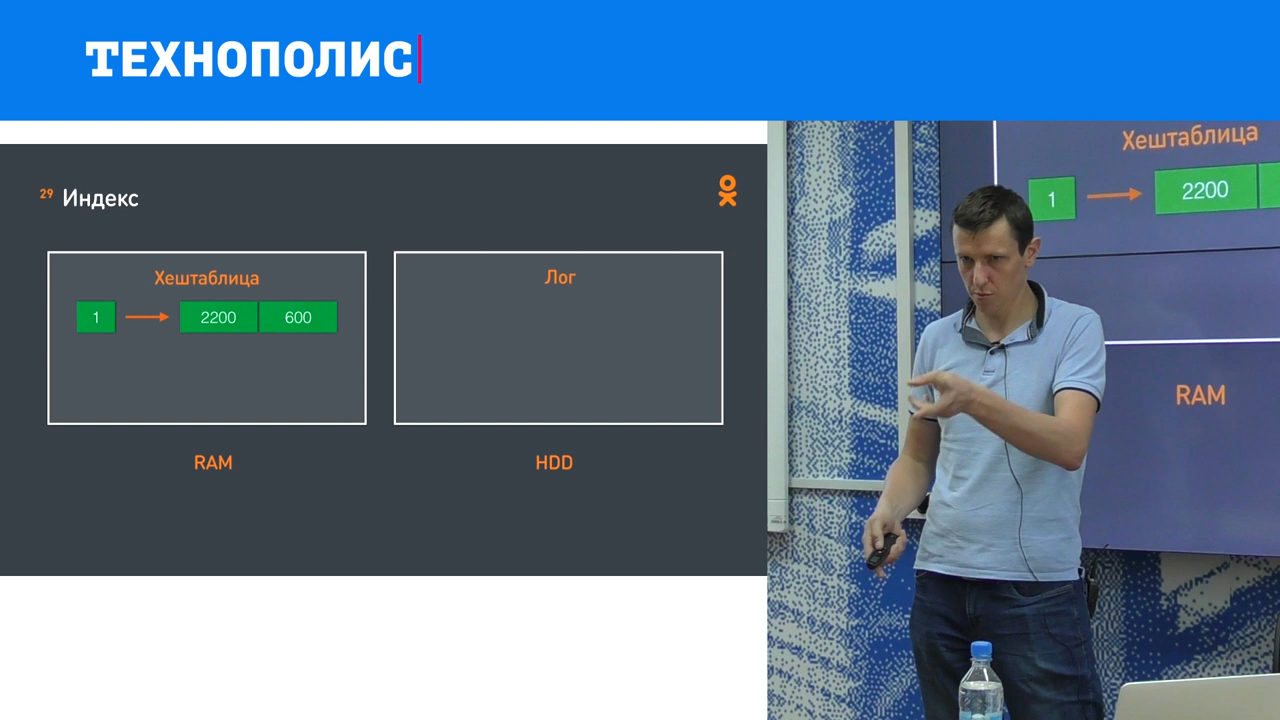 ТЕХНОПОЛИС
29 Индекс
Хештаблица
1 2200 600
RAM
Лог
HDD
Хештаблица
1 2200
RAM